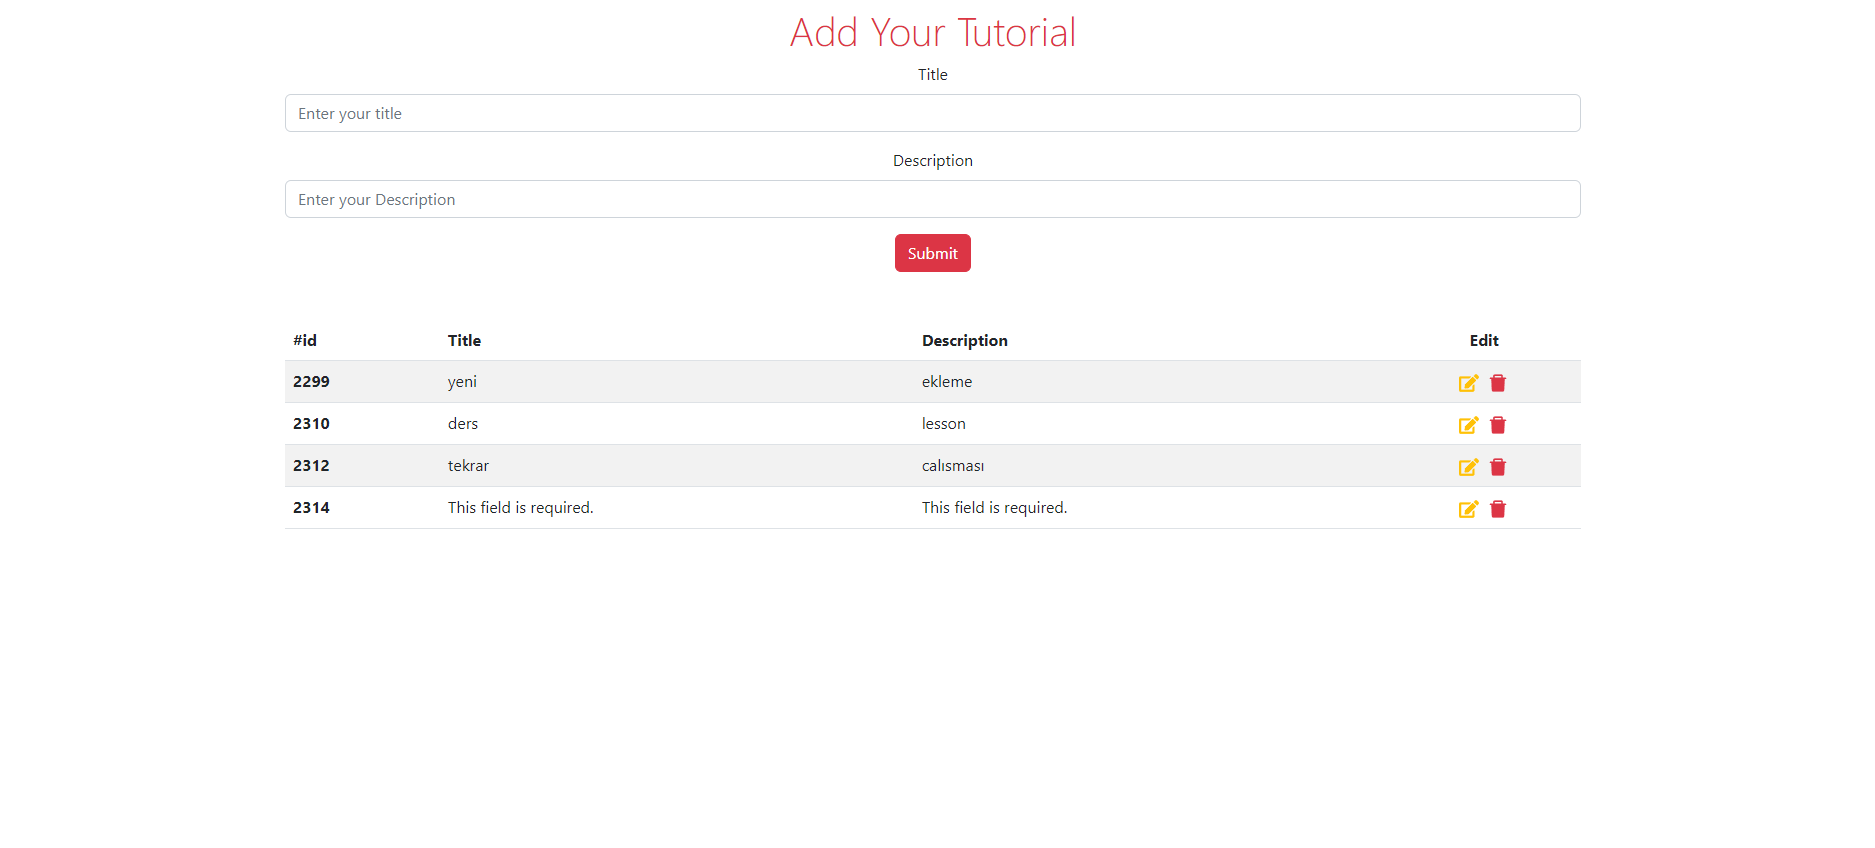 Add Your Tutorial
Title
Enter your title
Description
Enter your Description
Submit
#id Title Description Edit
2299 yeni ekleme
2310 ders lesson
2312 tekrar calısması
2314 This field is required. This field is required.